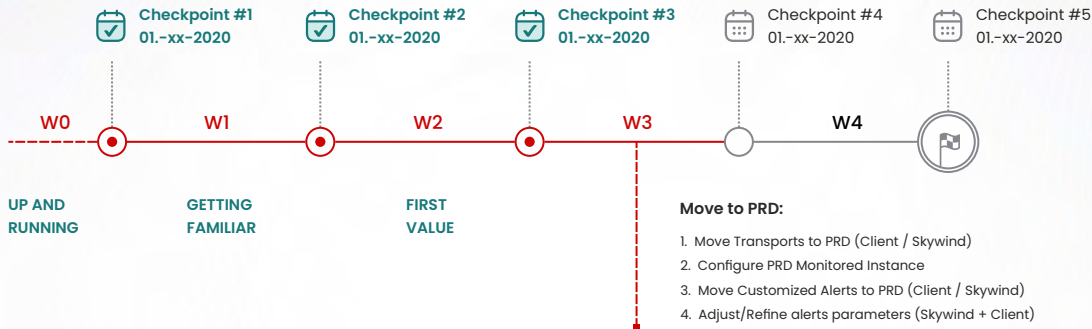 Checkpoint #1
01.-xx-2020
Checkpoint #2
01.-xx-2020
Checkpoint #3
01.-xx-2020
Checkpoint #4
01.-xx-2020
Checkpoint #5
01.-xx-2020
W0
W1
W2
W3
W4
UP AND
RUNNING
GETTING
FAMILIAR
FIRST
VALUE
Move to PRD:
1. Move Transports to PRD (Client / Skywind)
2. Configure PRD Monitored Instance
3. Move Customized Alerts to PRD (Client / Skywind)
4. Adjust/Refine alerts parameters (Skywind + Client)